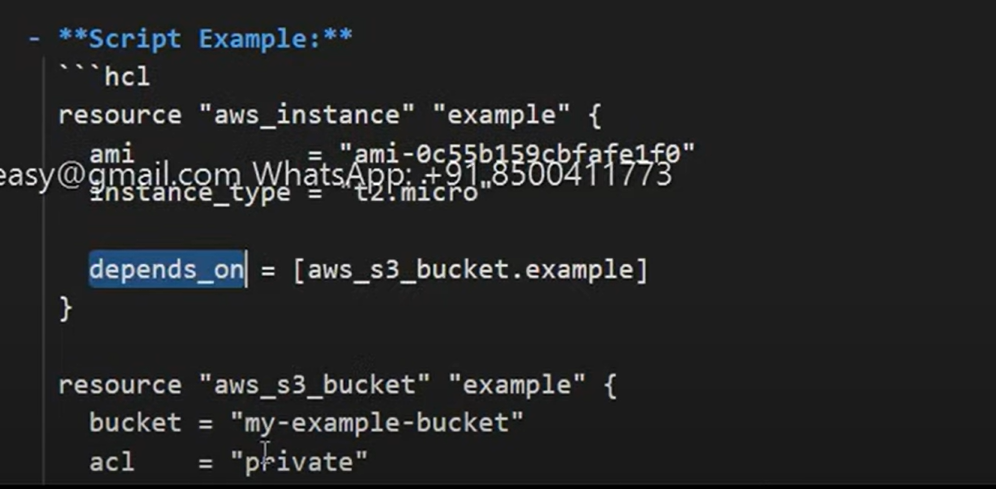 - **Script Example:**
```hcl
resource "aws_instance" "example" {
ami = "ami-0c55b159cbfafe1f0"
easy@gmail.com WhatsApp: +91 8500411773
instance_type = "t2.micro"
depends_on = [aws_s3_bucket.example]
}
resource "aws_s3_bucket" "example" {
bucket = "my-example-bucket"
acl = "private"